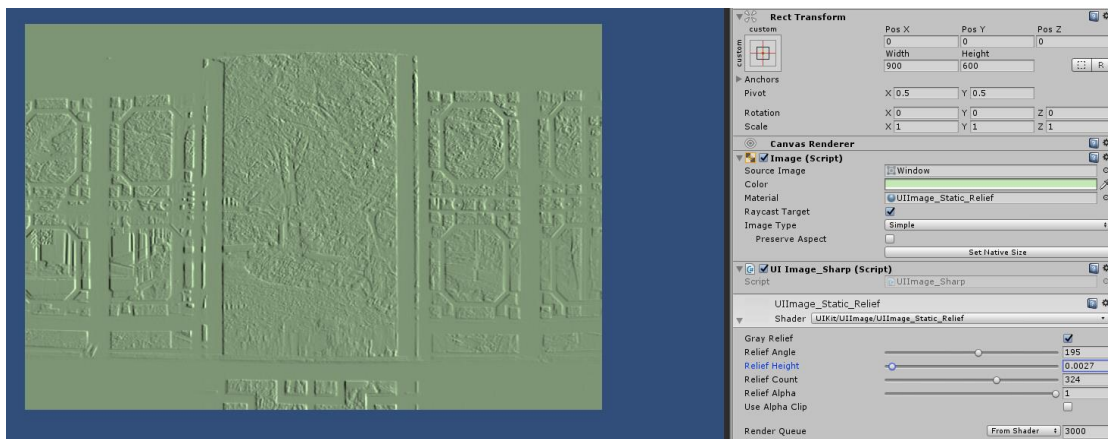 Rect Transform
custom
custom
Pos X Pos Y Pos Z
0 0 0
Width Height
900 600
R
Anchors
Pivot X 0.5 Y 0.5
Rotation X 0 Y 0 Z 0
Scale X 1 Y 1 Z 1
Canvas Renderer
Image (Script)
Source Image Window
Color
Material UIImage_Static_Relief
Raycast Target
Image Type Simple
Preserve Aspect
Set Native Size
UI Image_Sharp (Script)
Script UIImage_Sharp
UIImage_Static_Relief
Shader UIKit/UIImage/UIImage_Static_Relief
Gray Relief
Relief Angle 195
Relief Height 0.0027
Relief Count 324
Relief Alpha 1
Use Alpha Clip
Render Queue From Shader 3000